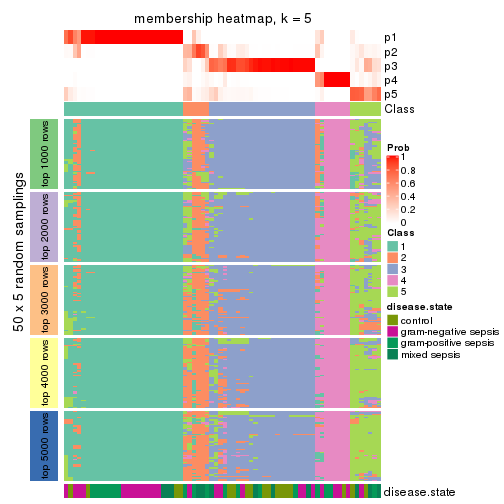 membership heatmap, k = 5
p1
p2
p3
p4
p5
Class
50 x 5 random samplings
top 1000 rows
top 2000 rows
top 3000 rows
top 4000 rows
top 5000 rows
Prob
1
0.8
0.6
0.4
0.2
0
Class
1
2
3
4
5
disease.state
control
gram-negative sepsis
gram-positive sepsis
mixed sepsis
disease.state